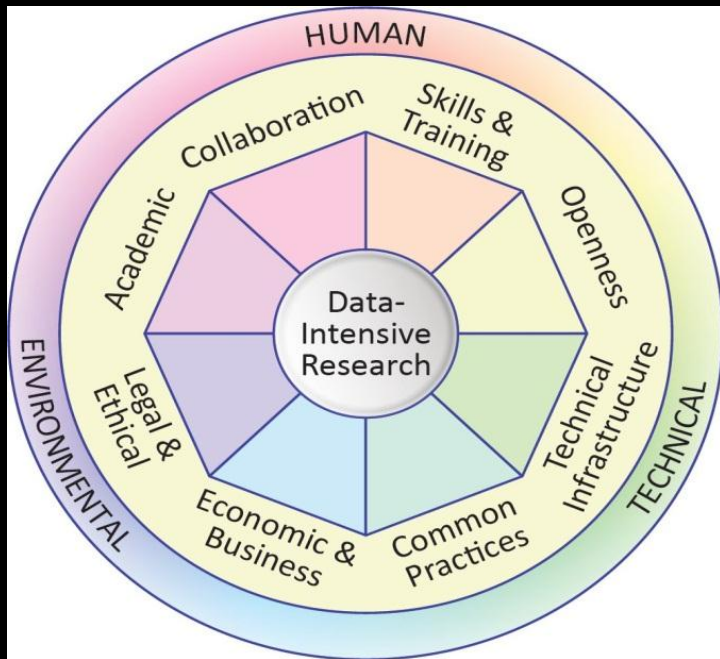 HUMAN
Collaboration
Skills &
Training
Academic
Openness
Data-
Intensive
Research
Legal &
Ethical
Technical
Infrastructure
ENVIRONMENTAL
TECHNICAL
Economic &
Business
Common
Practices